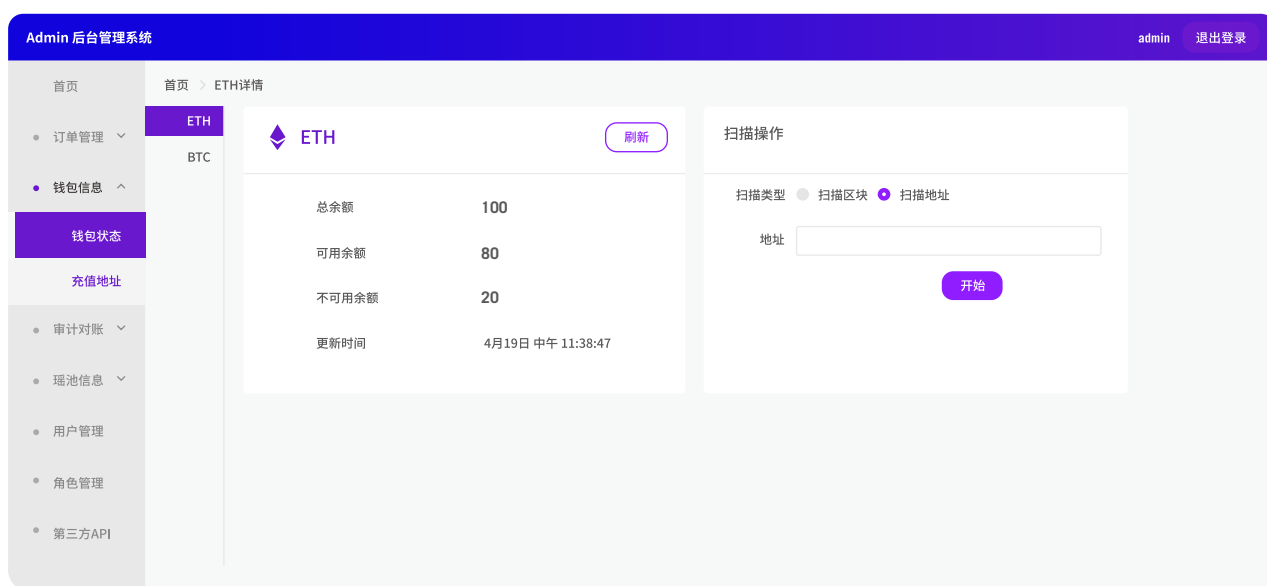 Admin 后台管理系统
admin
退出登录
首页
订单管理
钱包信息
钱包状态
充值地址
审计对账
瑶池信息
用户管理
角色管理
第三方API
首页 > ETH详情
ETH
BTC
ETH
刷新
总余额 100
可用余额 80
不可用余额 20
更新时间 4月19日 中午 11:38:47
扫描操作
扫描类型 扫描区块 扫描地址
地址
开始